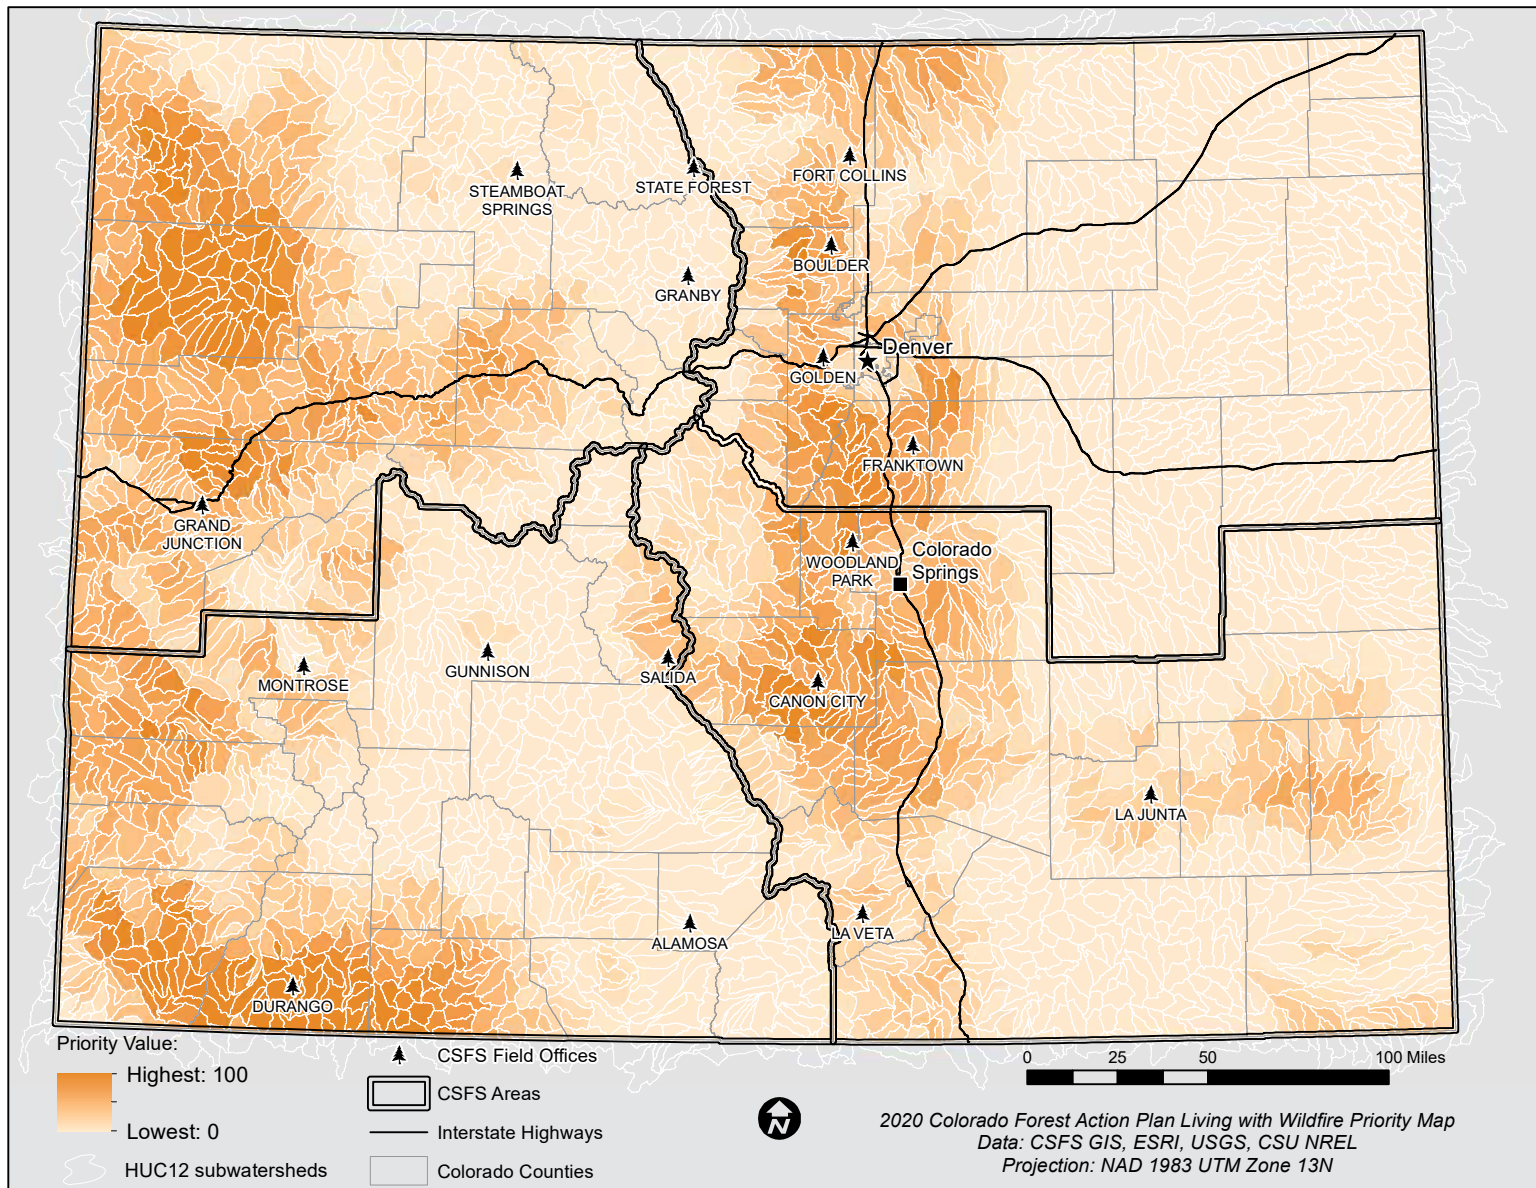 STEAMBOAT
SPRINGS
STATE FOREST
FORT COLLINS
BOULDER
GRANBY
Denver
GOLDEN
FRANKTOWN
GRAND
JUNCTION
WOODLAND
PARK
Colorado
Springs
MONTROSE
GUNNISON
SALIDA
CANON CITY
LA JUNTA
ALAMOSA
LA VETA
DURANGO
Priority Value:
Highest: 100
Lowest: 0
HUC12 subwatersheds
CSFS Field Offices
CSFS Areas
Interstate Highways
Colorado Counties
N
0 25 50 100 Miles
2020 Colorado Forest Action Plan Living with Wildfire Priority Map
Data: CSFS GIS, ESRI, USGS, CSU NREL
Projection: NAD 1983 UTM Zone 13N